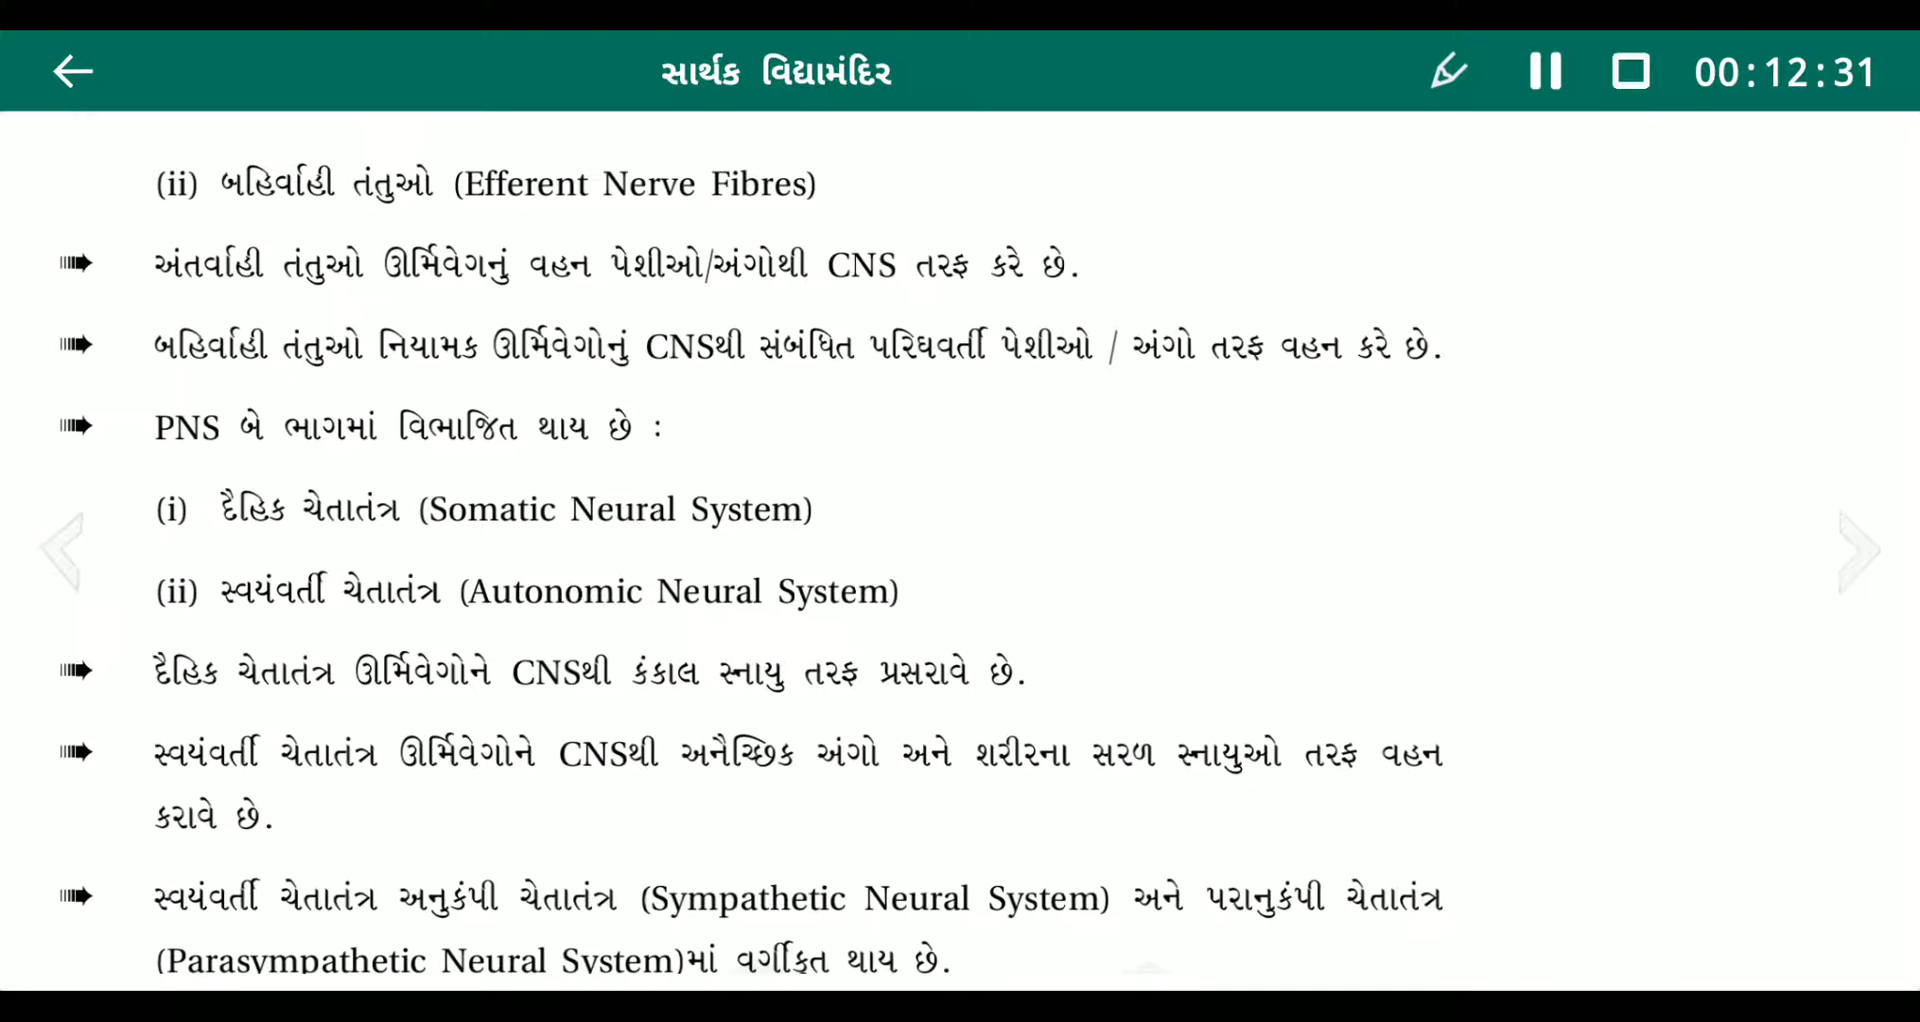 સાર્થક વિદ્યામંદિર
00:12:31
(ii) બહિર્વાહી તંતુઓ (Efferent Nerve Fibres)
➠ અંતર્વાહી તંતુઓ ઊર્મિવેગનું વહન પેશીઓ/અંગોથી CNS તરફ કરે છે.
➠ બહિર્વાહી તંતુઓ નિયામક ઊર્મિવેગોનું CNSથી સંબંધિત પરિઘવર્તી પેશીઓ / અંગો તરફ વહન કરે છે.
➠ PNS બે ભાગમાં વિભાજિત થાય છે :
(i) દૈહિક ચેતાતંત્ર (Somatic Neural System)
(ii) સ્વયંવર્તી ચેતાતંત્ર (Autonomic Neural System)
➠ દૈહિક ચેતાતંત્ર ઊર્મિવેગોને CNSથી કંકાલ સ્નાયુ તરફ પ્રસરાવે છે.
➠ સ્વયંવર્તી ચેતાતંત્ર ઊર્મિવેગોને CNSથી અનૈચ્છિક અંગો અને શરીરના સરળ સ્નાયુઓ તરફ વહન
કરાવે છે.
➠ સ્વયંવર્તી ચેતાતંત્ર અનુકંપી ચેતાતંત્ર (Sympathetic Neural System) અને પરાનુકંપી ચેતાતંત્ર
(Parasympathetic Neural System)માં વર્ગીકૃત થાય છે.